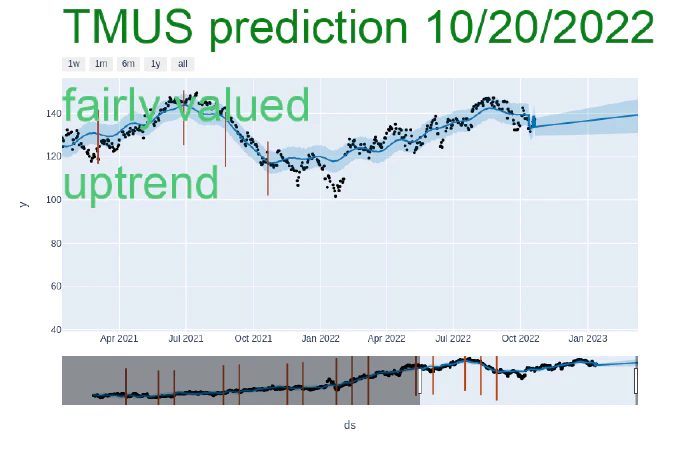 TMUS prediction 10/20/2022
1w 1m 6m 1y all
fairly valued
uptrend
140
120
100
80
60
40
y
Apr 2021 Jul 2021 Oct 2021 Jan 2022 Apr 2022 Jul 2022 Oct 2022 Jan 2023
ds